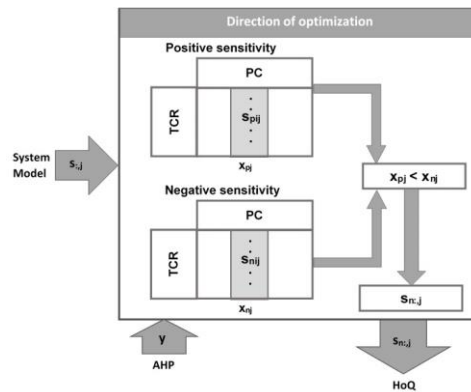 Direction of optimization
Positive sensitivity
PC
TCR
s_pij
x_pj
System
Model
s_:,j
x_pj < x_nj
Negative sensitivity
PC
TCR
s_nij
x_nj
s_n:,j
y
AHP
s_n:,j
HoQ